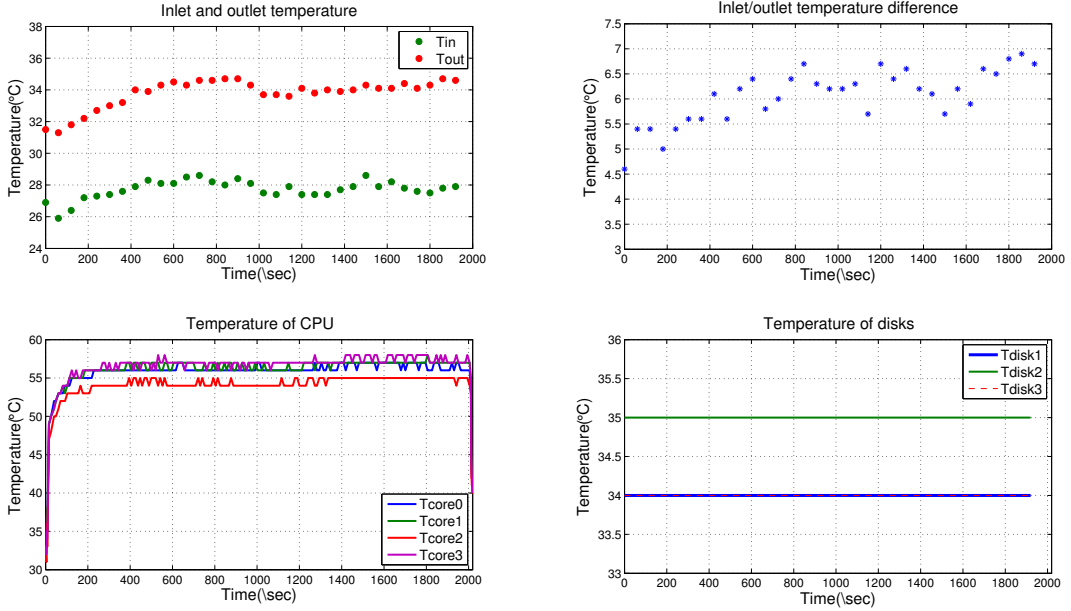 Inlet and outlet temperature
Temperature(ºC)
38
36
34
32
30
28
26
24
0 200 400 600 800 1000 1200 1400 1600 1800 2000
Time(\sec)
Tin
Tout
Inlet/outlet temperature difference
Temperature(ºC)
7.5
7
6.5
6
5.5
5
4.5
4
3.5
3
0 200 400 600 800 1000 1200 1400 1600 1800 2000
Time(\sec)
Temperature of CPU
Temperature(ºC)
60
55
50
45
40
35
30
0 200 400 600 800 1000 1200 1400 1600 1800 2000
Time(\sec)
Tcore0
Tcore1
Tcore2
Tcore3
Temperature of disks
Temperature(ºC)
36
35.5
35
34.5
34
33.5
33
0 200 400 600 800 1000 1200 1400 1600 1800 2000
Time(\sec)
Tdisk1
Tdisk2
Tdisk3